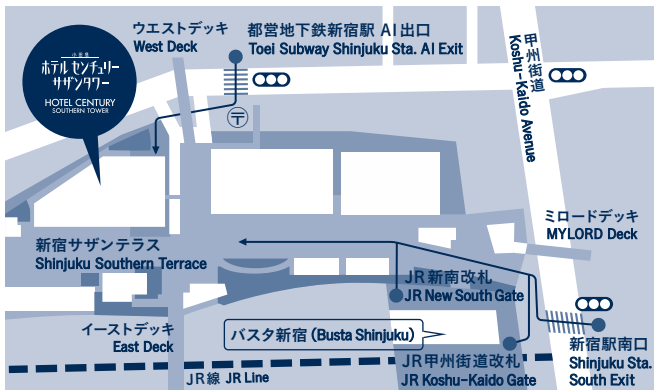 ウエストデッキ
West Deck
都営地下鉄新宿駅 A1出口
Toei Subway Shinjuku Sta. A1 Exit
小田急
ホテルセンチュリー
サザンタワー
HOTEL CENTURY
SOUTHERN TOWER
甲州街道
Koshu-Kaido Avenue
〒
ミロードデッキ
MYLORD Deck
新宿サザンテラス
Shinjuku Southern Terrace
JR新南改札
JR New South Gate
イーストデッキ
East Deck
バスタ新宿(Busta Shinjuku)
新宿駅南口
Shinjuku Sta.
South Exit
JR甲州街道改札
JR Koshu-Kaido Gate
JR線 JR Line